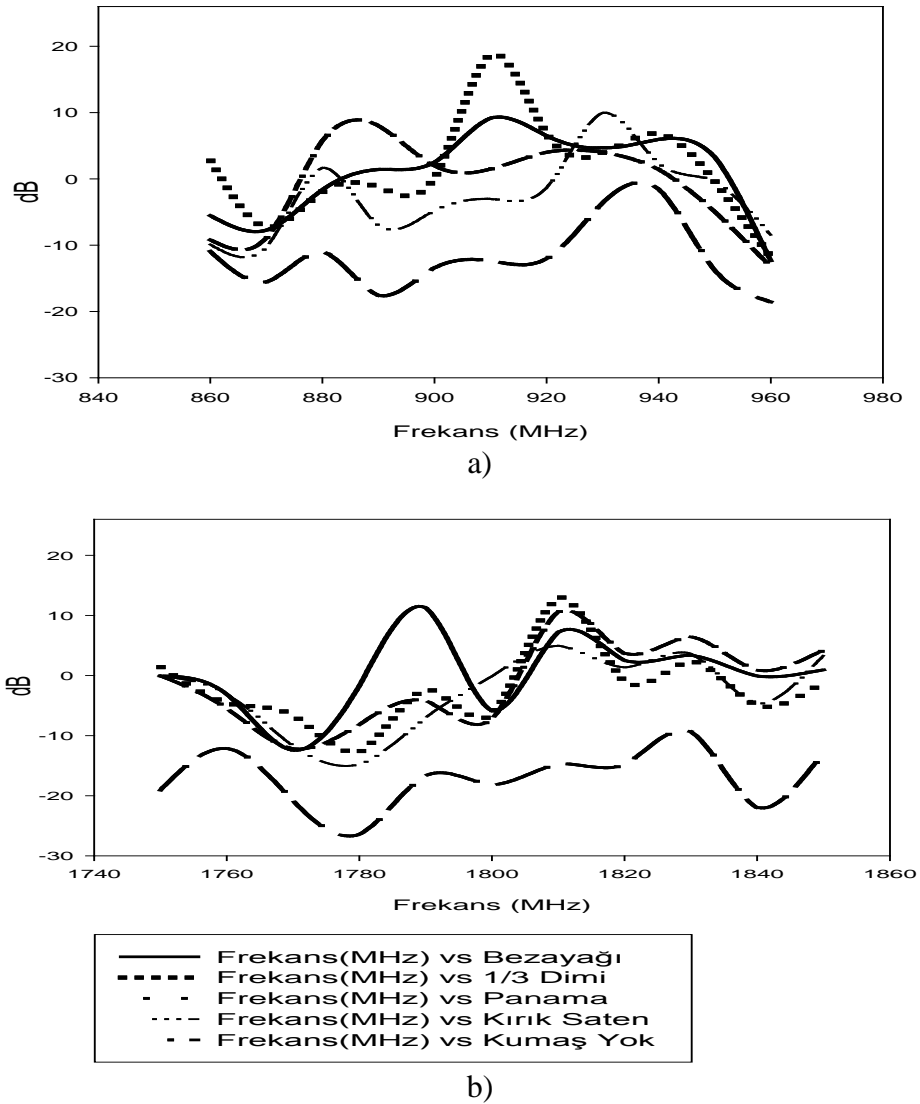 20
10
0
-10
-20
-30
dB
840 860 880 900 920 940 960 980
Frekans (MHz)
a)
20
10
0
-10
-20
-30
dB
1740 1760 1780 1800 1820 1840 1860
Frekans (MHz)
Frekans(MHz) vs Bezayağı
Frekans(MHz) vs 1/3 Dimi
Frekans(MHz) vs Panama
Frekans(MHz) vs Kırık Saten
Frekans(MHz) vs Kumaş Yok
b)